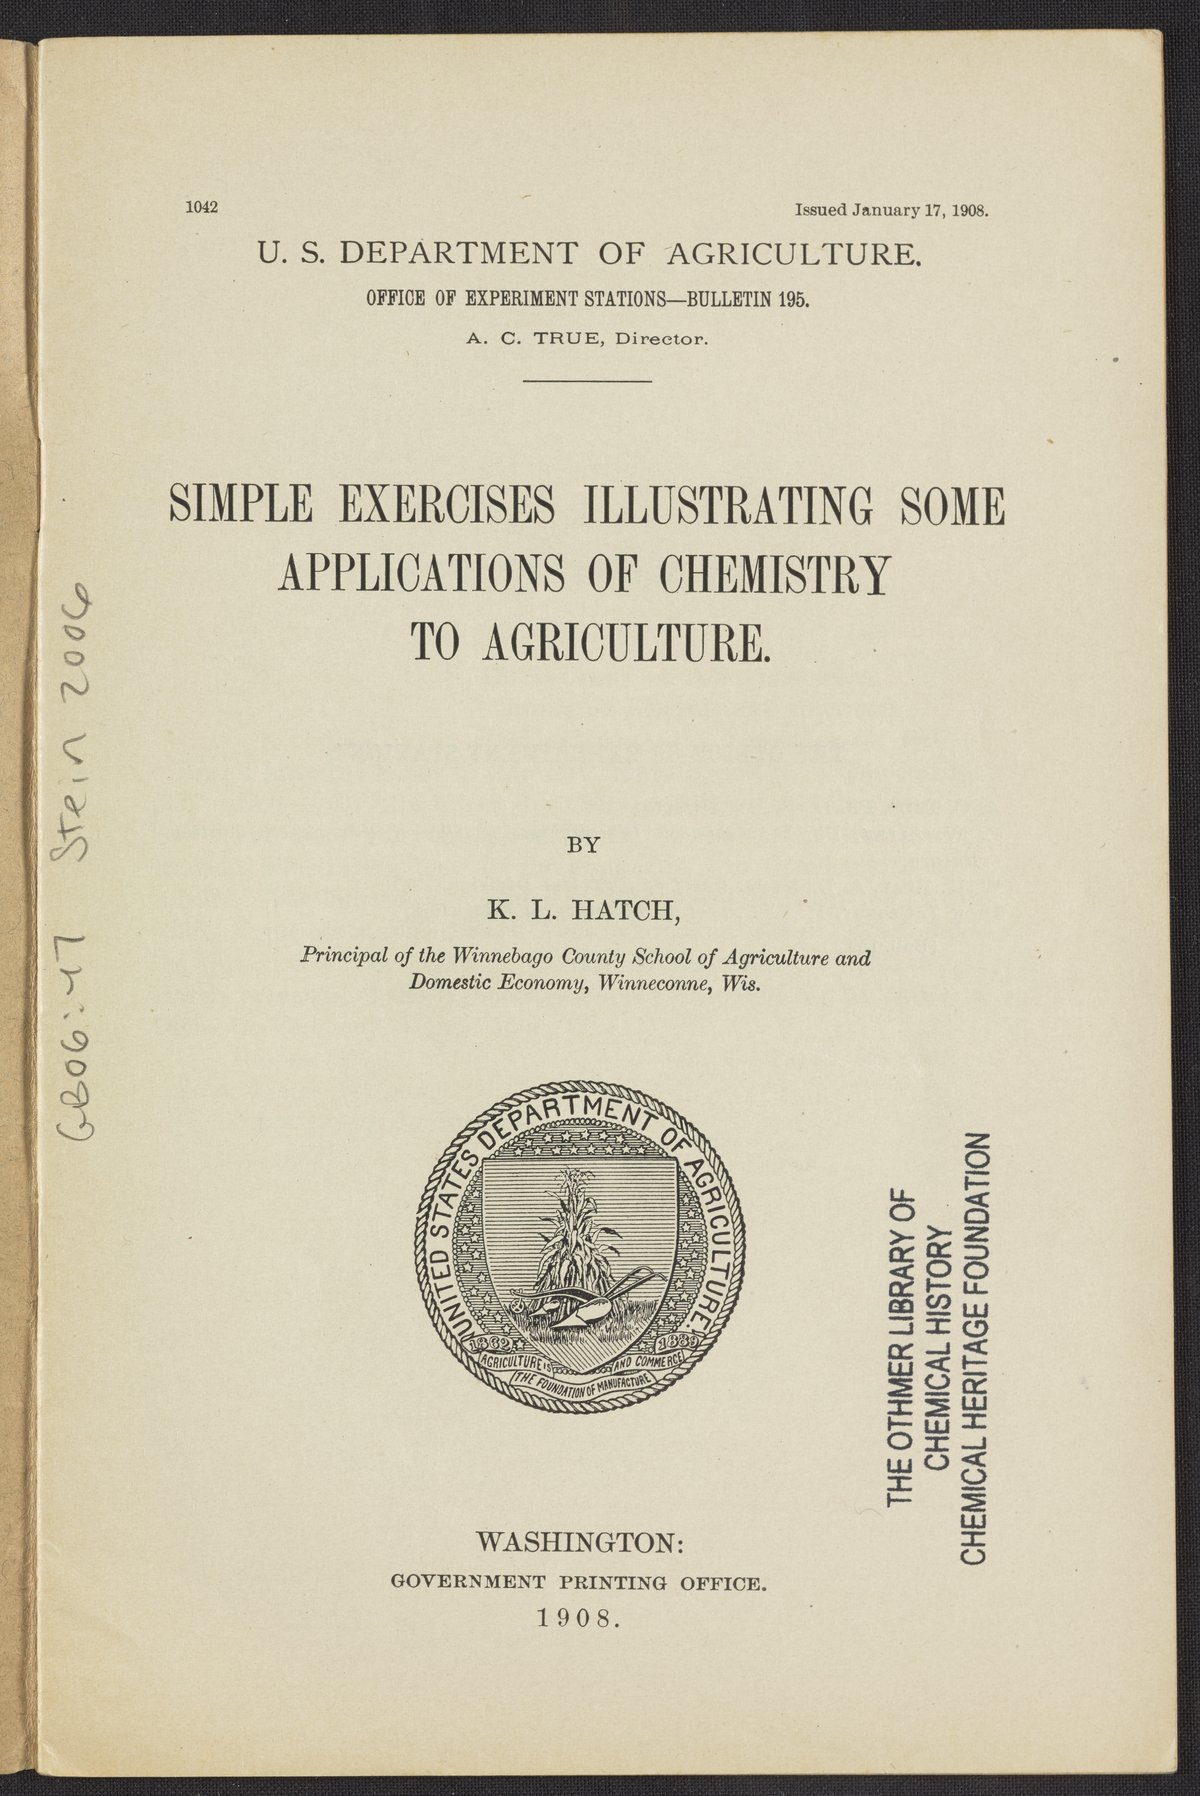 1042
Issued January 17, 1908.
U. S. DEPARTMENT OF AGRICULTURE.
OFFICE OF EXPERIMENT STATIONS—BULLETIN 195.
A. C. TRUE, Director.
SIMPLE EXERCISES ILLUSTRATING SOME
APPLICATIONS OF CHEMISTRY
TO AGRICULTURE.
BY
K. L. HATCH,
Principal of the Winnebago County School of Agriculture and
Domestic Economy, Winneconne, Wis.
UNITED STATES DEPARTMENT OF AGRICULTURE.
1862
1889
AGRICULTURE IS
THE FOUNDATION OF MANUFACTURE
AND COMMERCE
WASHINGTON:
GOVERNMENT PRINTING OFFICE.
1908.
THE OTHMER LIBRARY OF
CHEMICAL HISTORY
CHEMICAL HERITAGE FOUNDATION
Stein 2006